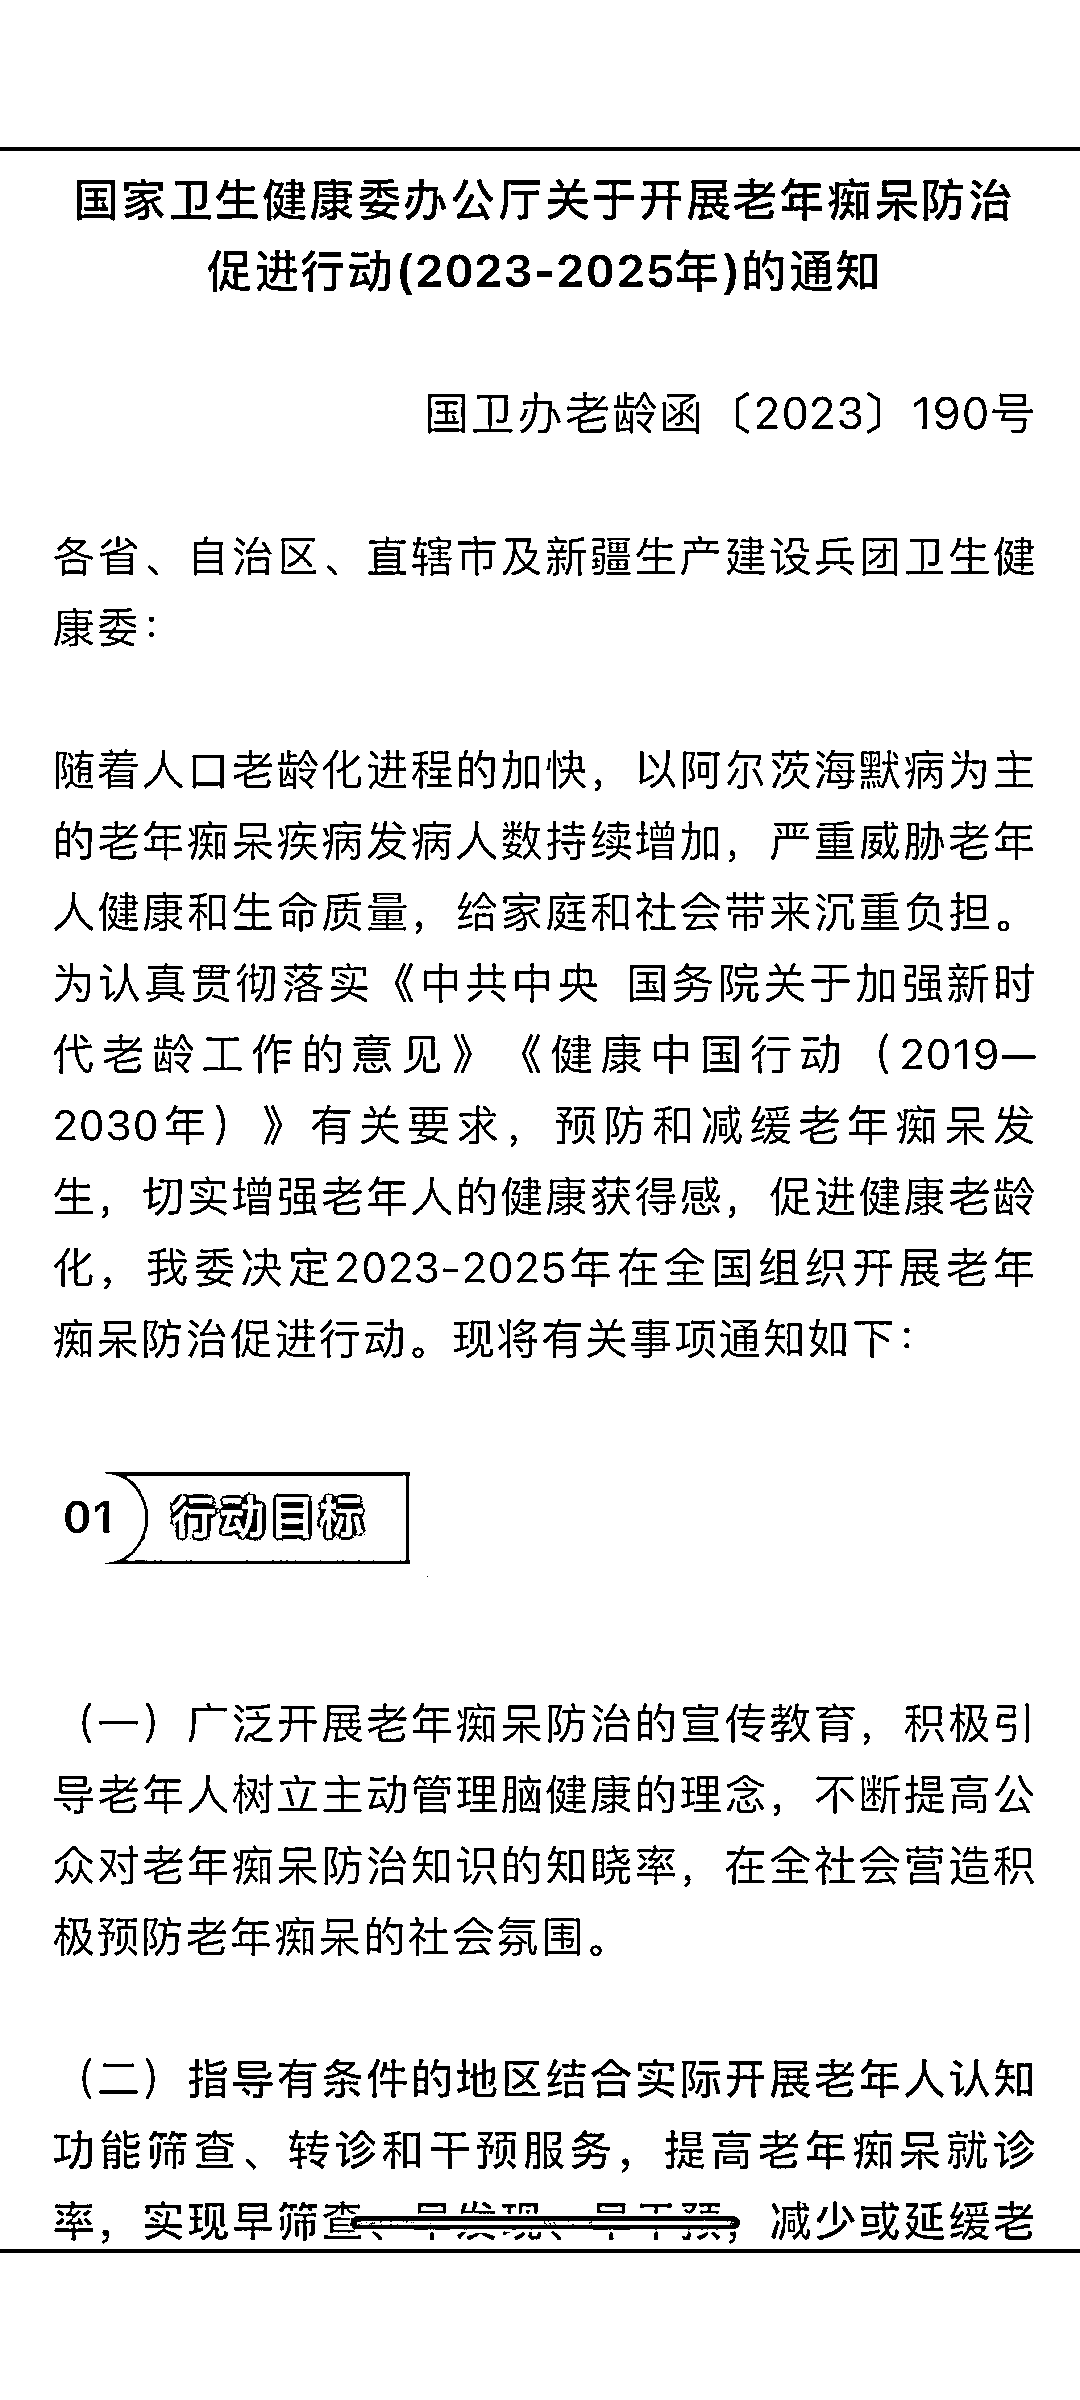 国家卫生健康委办公厅关于开展老年痴呆防治
促进行动(2023-2025年)的通知
国卫办老龄函〔2023〕190号
各省、自治区、直辖市及新疆生产建设兵团卫生健
康委：
随着人口老龄化进程的加快，以阿尔茨海默病为主
的老年痴呆疾病发病人数持续增加，严重威胁老年
人健康和生命质量，给家庭和社会带来沉重负担。
为认真贯彻落实《中共中央 国务院关于加强新时
代老龄工作的意见》《健康中国行动（2019—
2030年）》有关要求，预防和减缓老年痴呆发
生，切实增强老年人的健康获得感，促进健康老龄
化，我委决定2023-2025年在全国组织开展老年
痴呆防治促进行动。现将有关事项通知如下：
01 行动目标
（一）广泛开展老年痴呆防治的宣传教育，积极引
导老年人树立主动管理脑健康的理念，不断提高公
众对老年痴呆防治知识的知晓率，在全社会营造积
极预防老年痴呆的社会氛围。
（二）指导有条件的地区结合实际开展老年人认知
功能筛查、转诊和干预服务，提高老年痴呆就诊
率，实现早筛查、早发现、早干预，减少或延缓老